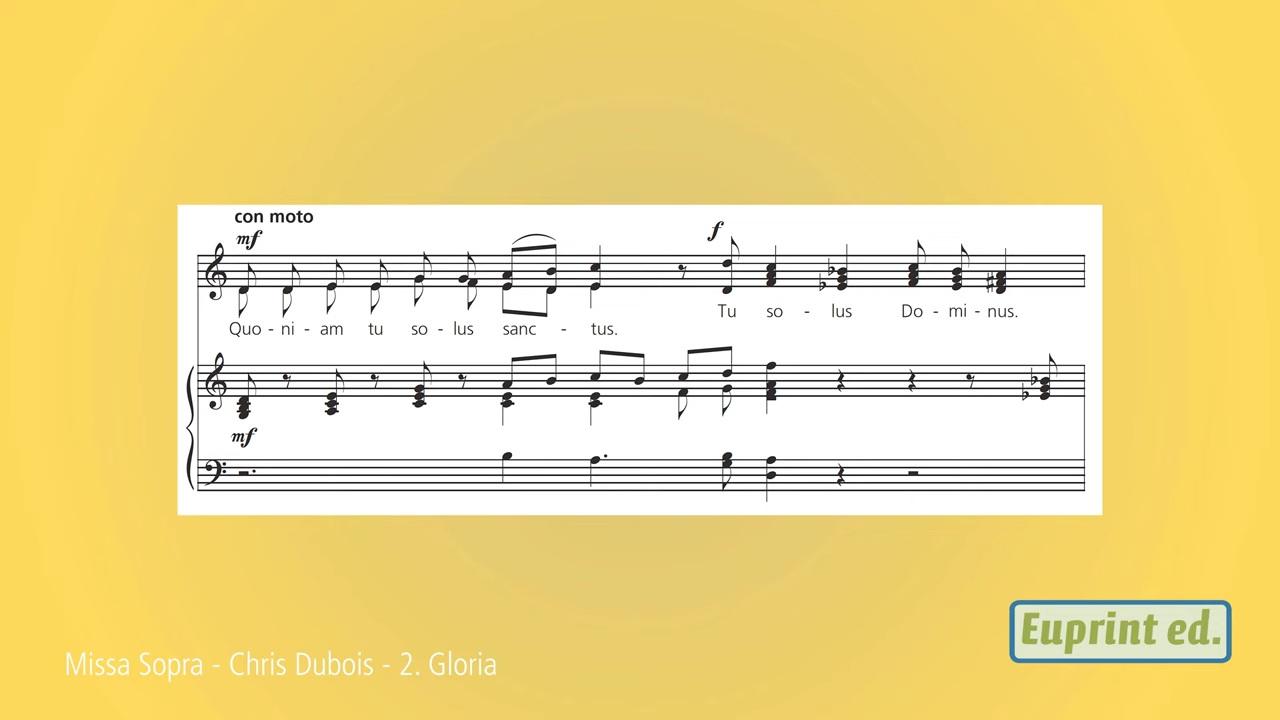 con moto
mf
f
Tu so - lus Do - mi - nus.
Quo - ni - am tu so - lus sanc - tus.
mf
Euprint ed.
Missa Sopra - Chris Dubois - 2. Gloria